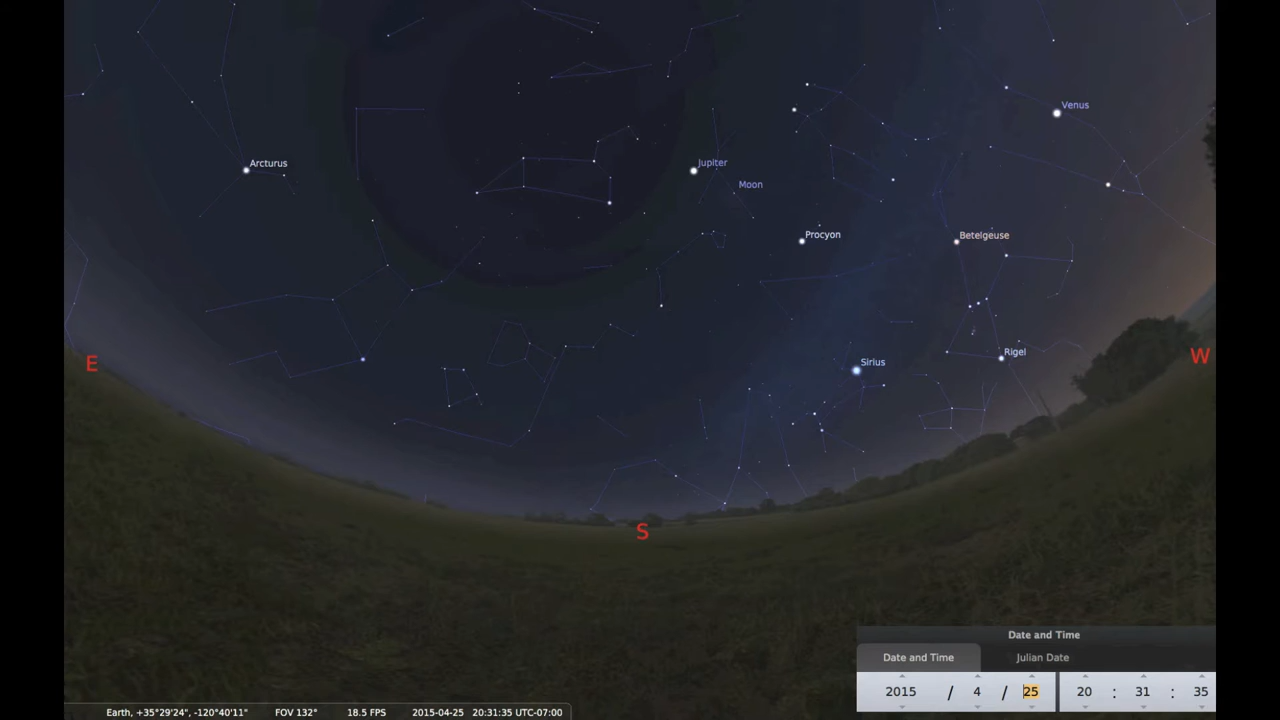 Venus
Arcturus
Jupiter
Moon
Procyon
Betelgeuse
Rigel
Sirius
E
W
S
Date and Time
Date and Time
Julian Date
2015 / 4 / 25
20 : 31 : 35
Earth, +35°29'24", -120°40'11"
FOV 132°
18.5 FPS
2015-04-25
20:31:35 UTC-07:00